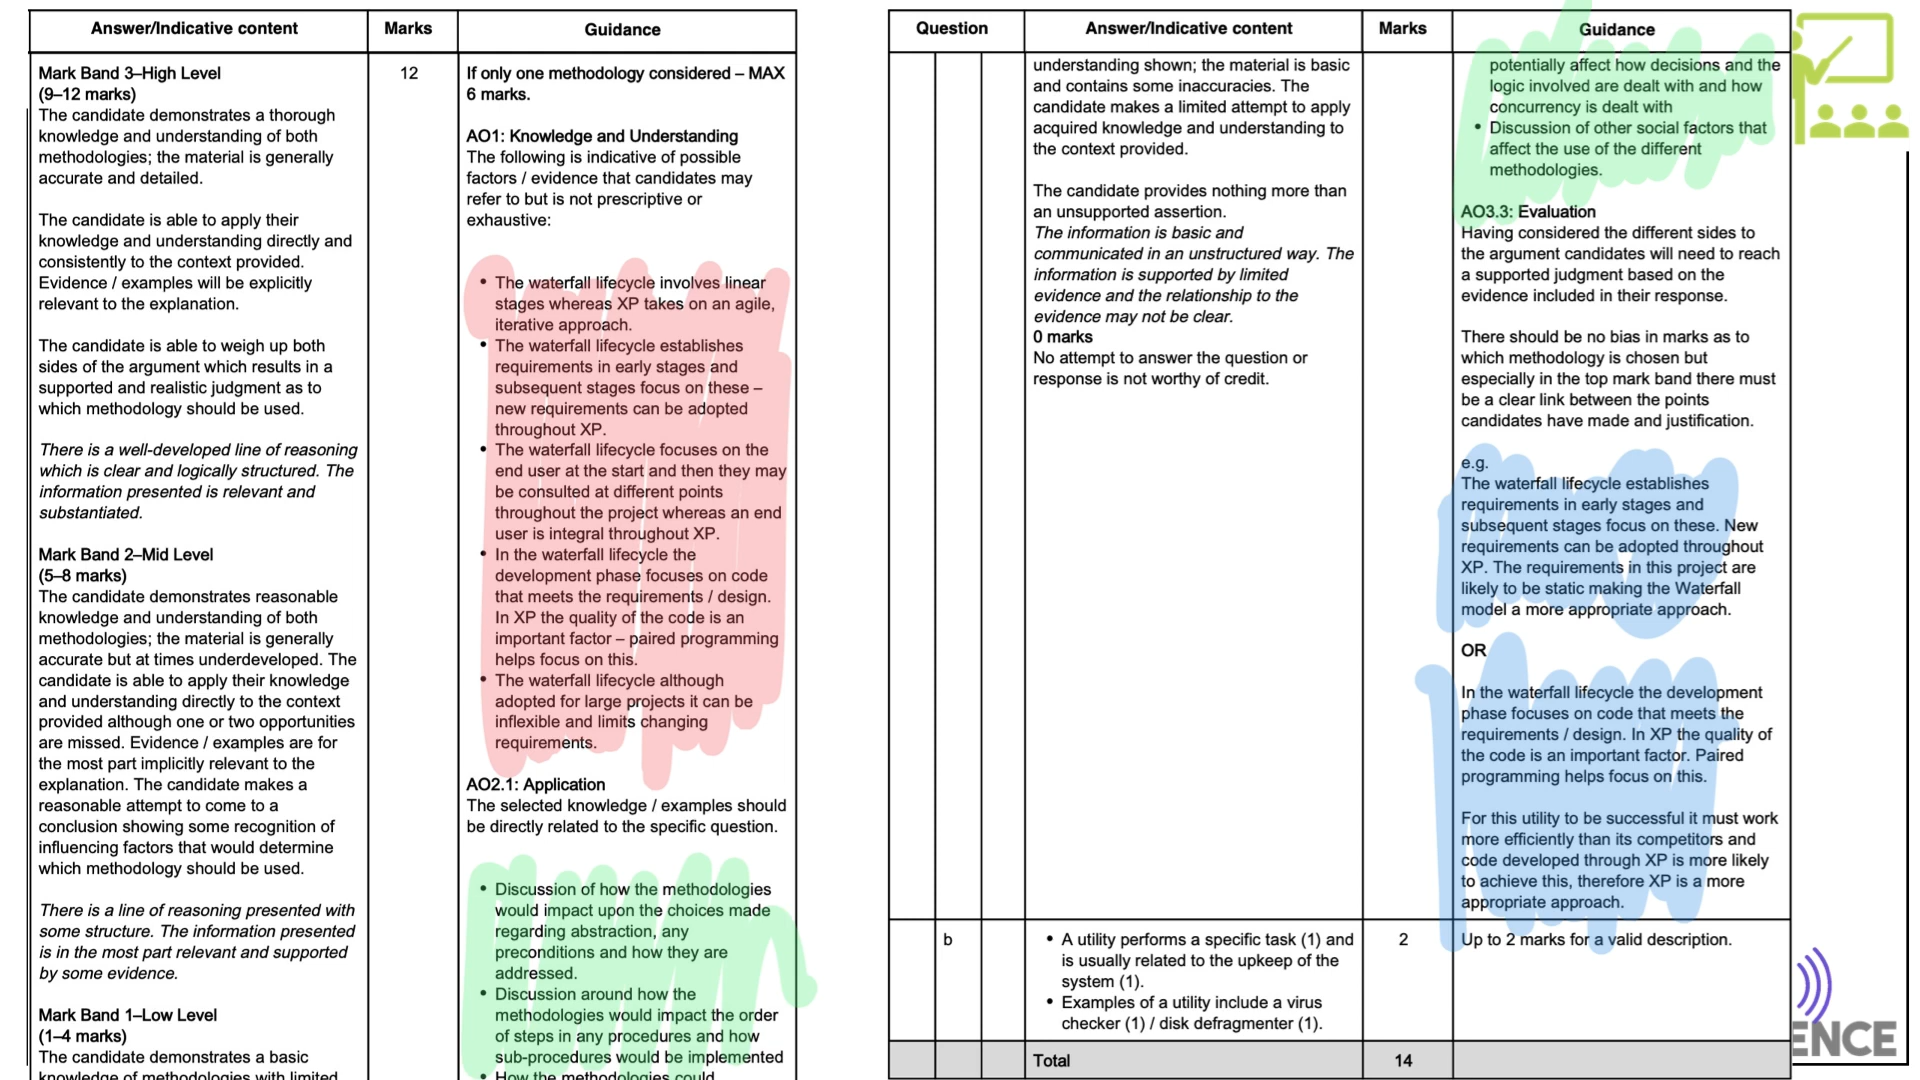 Answer/Indicative content
Marks
Guidance
Mark Band 3–High Level
(9–12 marks)
The candidate demonstrates a thorough
knowledge and understanding of both
methodologies; the material is generally
accurate and detailed.
The candidate is able to apply their
knowledge and understanding directly and
consistently to the context provided.
Evidence / examples will be explicitly
relevant to the explanation.
The candidate is able to weigh up both
sides of the argument which results in a
supported and realistic judgment as to
which methodology should be used.
There is a well-developed line of reasoning
which is clear and logically structured. The
information presented is relevant and
substantiated.
Mark Band 2–Mid Level
(5–8 marks)
The candidate demonstrates reasonable
knowledge and understanding of both
methodologies; the material is generally
accurate but at times underdeveloped. The
candidate is able to apply their knowledge
and understanding directly to the context
provided although one or two opportunities
are missed. Evidence / examples are for
the most part implicitly relevant to the
explanation. The candidate makes a
reasonable attempt to come to a
conclusion showing some recognition of
influencing factors that would determine
which methodology should be used.
There is a line of reasoning presented with
some structure. The information presented
is in the most part relevant and supported
by some evidence.
Mark Band 1–Low Level
(1–4 marks)
The candidate demonstrates a basic
knowledge of methodologies with limited
12
If only one methodology considered – MAX
6 marks.
AO1: Knowledge and Understanding
The following is indicative of possible
factors / evidence that candidates may
refer to but is not prescriptive or
exhaustive:
• The waterfall lifecycle involves linear
stages whereas XP takes on an agile,
iterative approach.
• The waterfall lifecycle establishes
requirements in early stages and
subsequent stages focus on these –
new requirements can be adopted
throughout XP.
• The waterfall lifecycle focuses on the
end user at the start and then they may
be consulted at different points
throughout the project whereas an end
user is integral throughout XP.
• In the waterfall lifecycle the
development phase focuses on code
that meets the requirements / design.
In XP the quality of the code is an
important factor – paired programming
helps focus on this.
• The waterfall lifecycle although
adopted for large projects it can be
inflexible and limits changing
requirements.
AO2.1: Application
The selected knowledge / examples should
be directly related to the specific question.
• Discussion of how the methodologies
would impact upon the choices made
regarding abstraction, any
preconditions and how they are
addressed.
• Discussion around how the
methodologies would impact the order
of steps in any procedures and how
sub-procedures would be implemented
• How the methodologies could
Question
Answer/Indicative content
Marks
Guidance
understanding shown; the material is basic
and contains some inaccuracies. The
candidate makes a limited attempt to apply
acquired knowledge and understanding to
the context provided.
The candidate provides nothing more than
an unsupported assertion.
The information is basic and
communicated in an unstructured way. The
information is supported by limited
evidence and the relationship to the
evidence may not be clear.
0 marks
No attempt to answer the question or
response is not worthy of credit.
potentially affect how decisions and the
logic involved are dealt with and how
concurrency is dealt with
• Discussion of other social factors that
affect the use of the different
methodologies.
AO3.3: Evaluation
Having considered the different sides to
the argument candidates will need to reach
a supported judgment based on the
evidence included in their response.
There should be no bias in marks as to
which methodology is chosen but
especially in the top mark band there must
be a clear link between the points
candidates have made and justification.
e.g.
The waterfall lifecycle establishes
requirements in early stages and
subsequent stages focus on these. New
requirements can be adopted throughout
XP. The requirements in this project are
likely to be static making the Waterfall
model a more appropriate approach.
OR
In the waterfall lifecycle the development
phase focuses on code that meets the
requirements / design. In XP the quality of
the code is an important factor. Paired
programming helps focus on this.
For this utility to be successful it must work
more efficiently than its competitors and
code developed through XP is more likely
to achieve this, therefore XP is a more
appropriate approach.
b
• A utility performs a specific task (1) and
is usually related to the upkeep of the
system (1).
• Examples of a utility include a virus
checker (1) / disk defragmenter (1).
2
Up to 2 marks for a valid description.
Total
14
ENCE